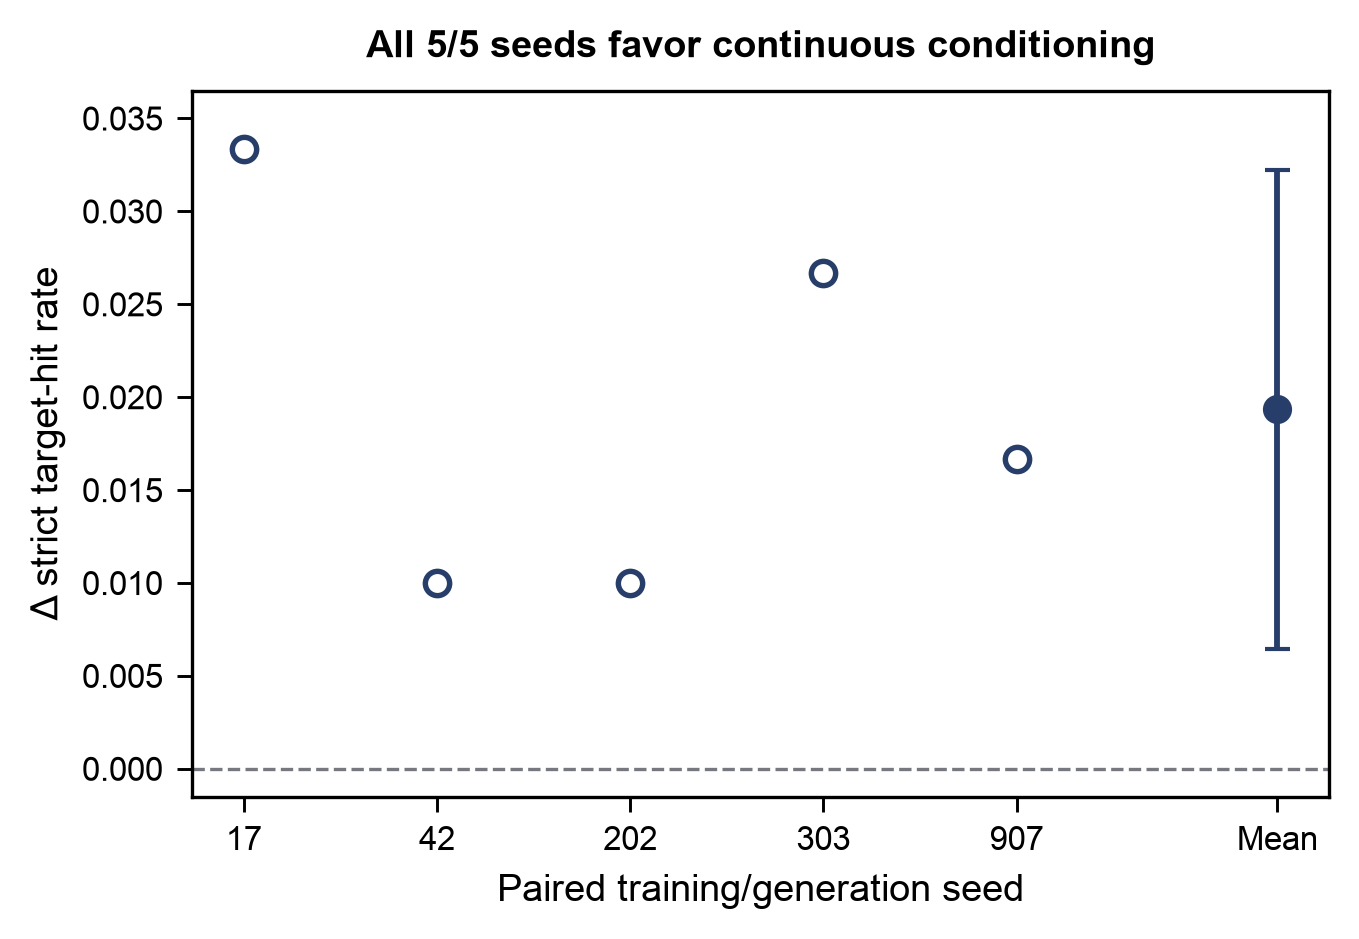 All 5/5 seeds favor continuous conditioning
Δ strict target-hit rate
0.035
0.030
0.025
0.020
0.015
0.010
0.005
0.000
17 42 202 303 907 Mean
Paired training/generation seed